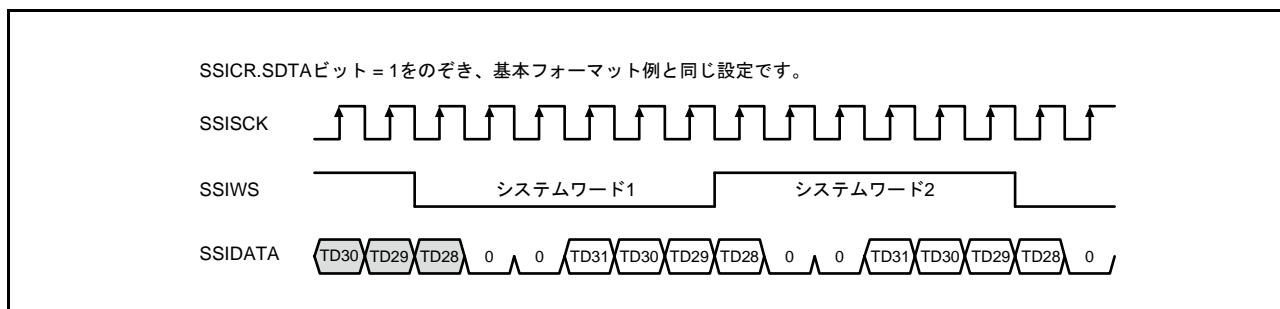 SSICR.SDTAビット = 1をのぞき、基本フォーマット例と同じ設定です。
SSISCK
SSIWS システムワード1 システムワード2
SSIDATA TD30 TD29 TD28 0 0 TD31 TD30 TD29 TD28 0 0 TD31 TD30 TD29 TD28 0